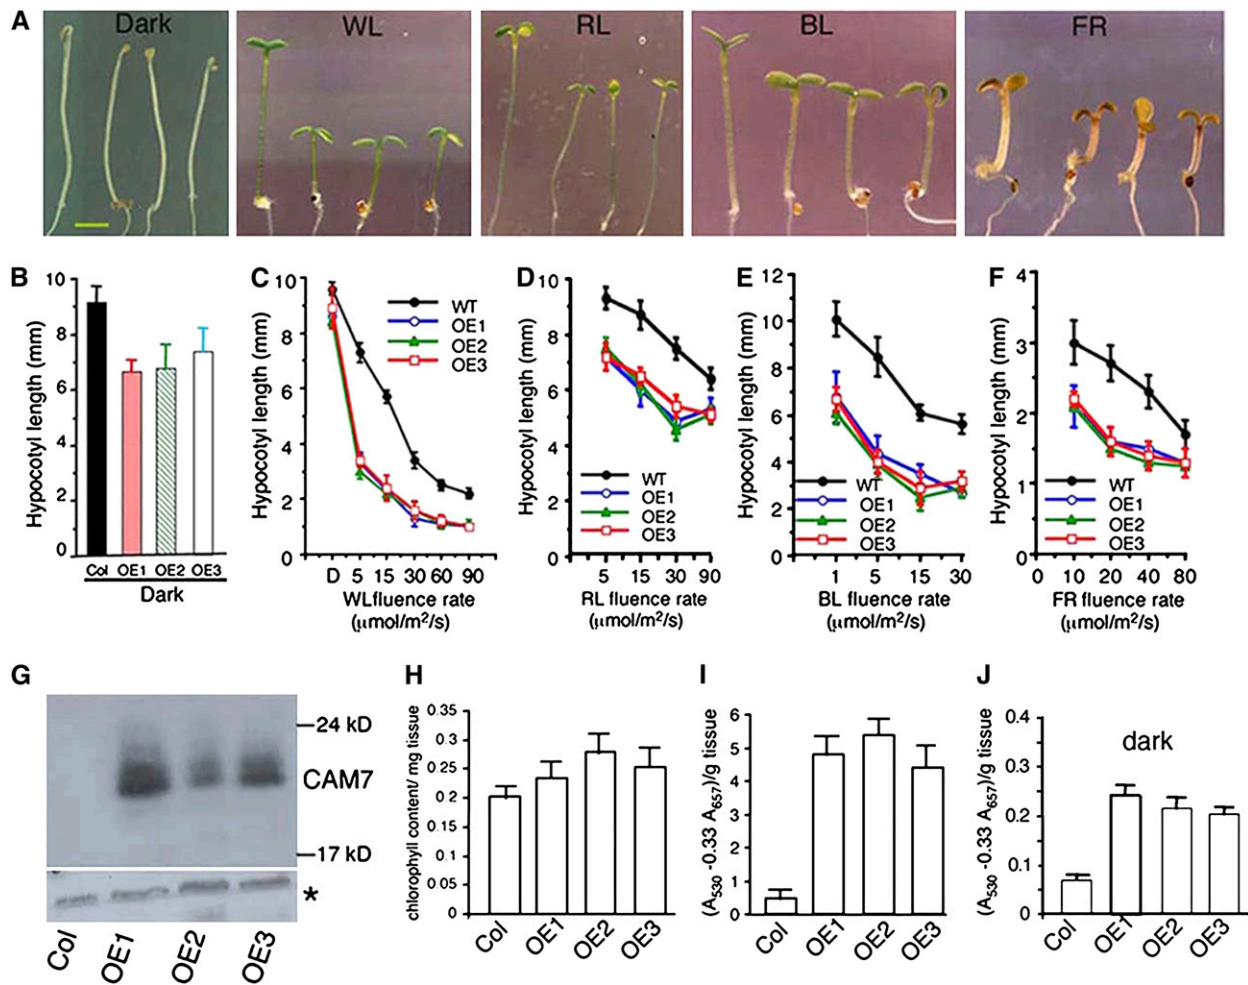 A
Dark
WL
RL
BL
FR
B
10
8
6
4
2
0
Hypocotyl length (mm)
Col OE1 OE2 OE3
Dark
C
10
8
6
4
2
0
Hypocotyl length (mm)
WT
OE1
OE2
OE3
D 5 15 30 60 90
WLfluence rate
(μmol/m²/s)
D
10
8
6
4
2
0
Hypocotyl length (mm)
WT
OE1
OE2
OE3
5 15 30 90
RL fluence rate
(μmol/m²/s)
E
12
10
8
6
4
2
0
Hypocotyl length (mm)
WT
OE1
OE2
OE3
1 5 15 30
BL fluence rate
(μmol/m²/s)
F
4
3
2
1
0
Hypocotyl length (mm)
WT
OE1
OE2
OE3
0 10 20 40 80
FR fluence rate
(μmol/m²/s)
G
24 kD
CAM7
17 kD
*
Col OE1 OE2 OE3
H
0.35
0.3
0.25
0.2
0.15
0.1
0.05
0
chlorophyll content/ mg tissue
Col OE1 OE2 OE3
I
6
5
4
3
2
1
0
(A530 -0.33 A657)/g tissue
Col OE1 OE2 OE3
J
dark
0.4
0.3
0.2
0.1
0
(A530 -0.33 A657)/g tissue
Col OE1 OE2 OE3